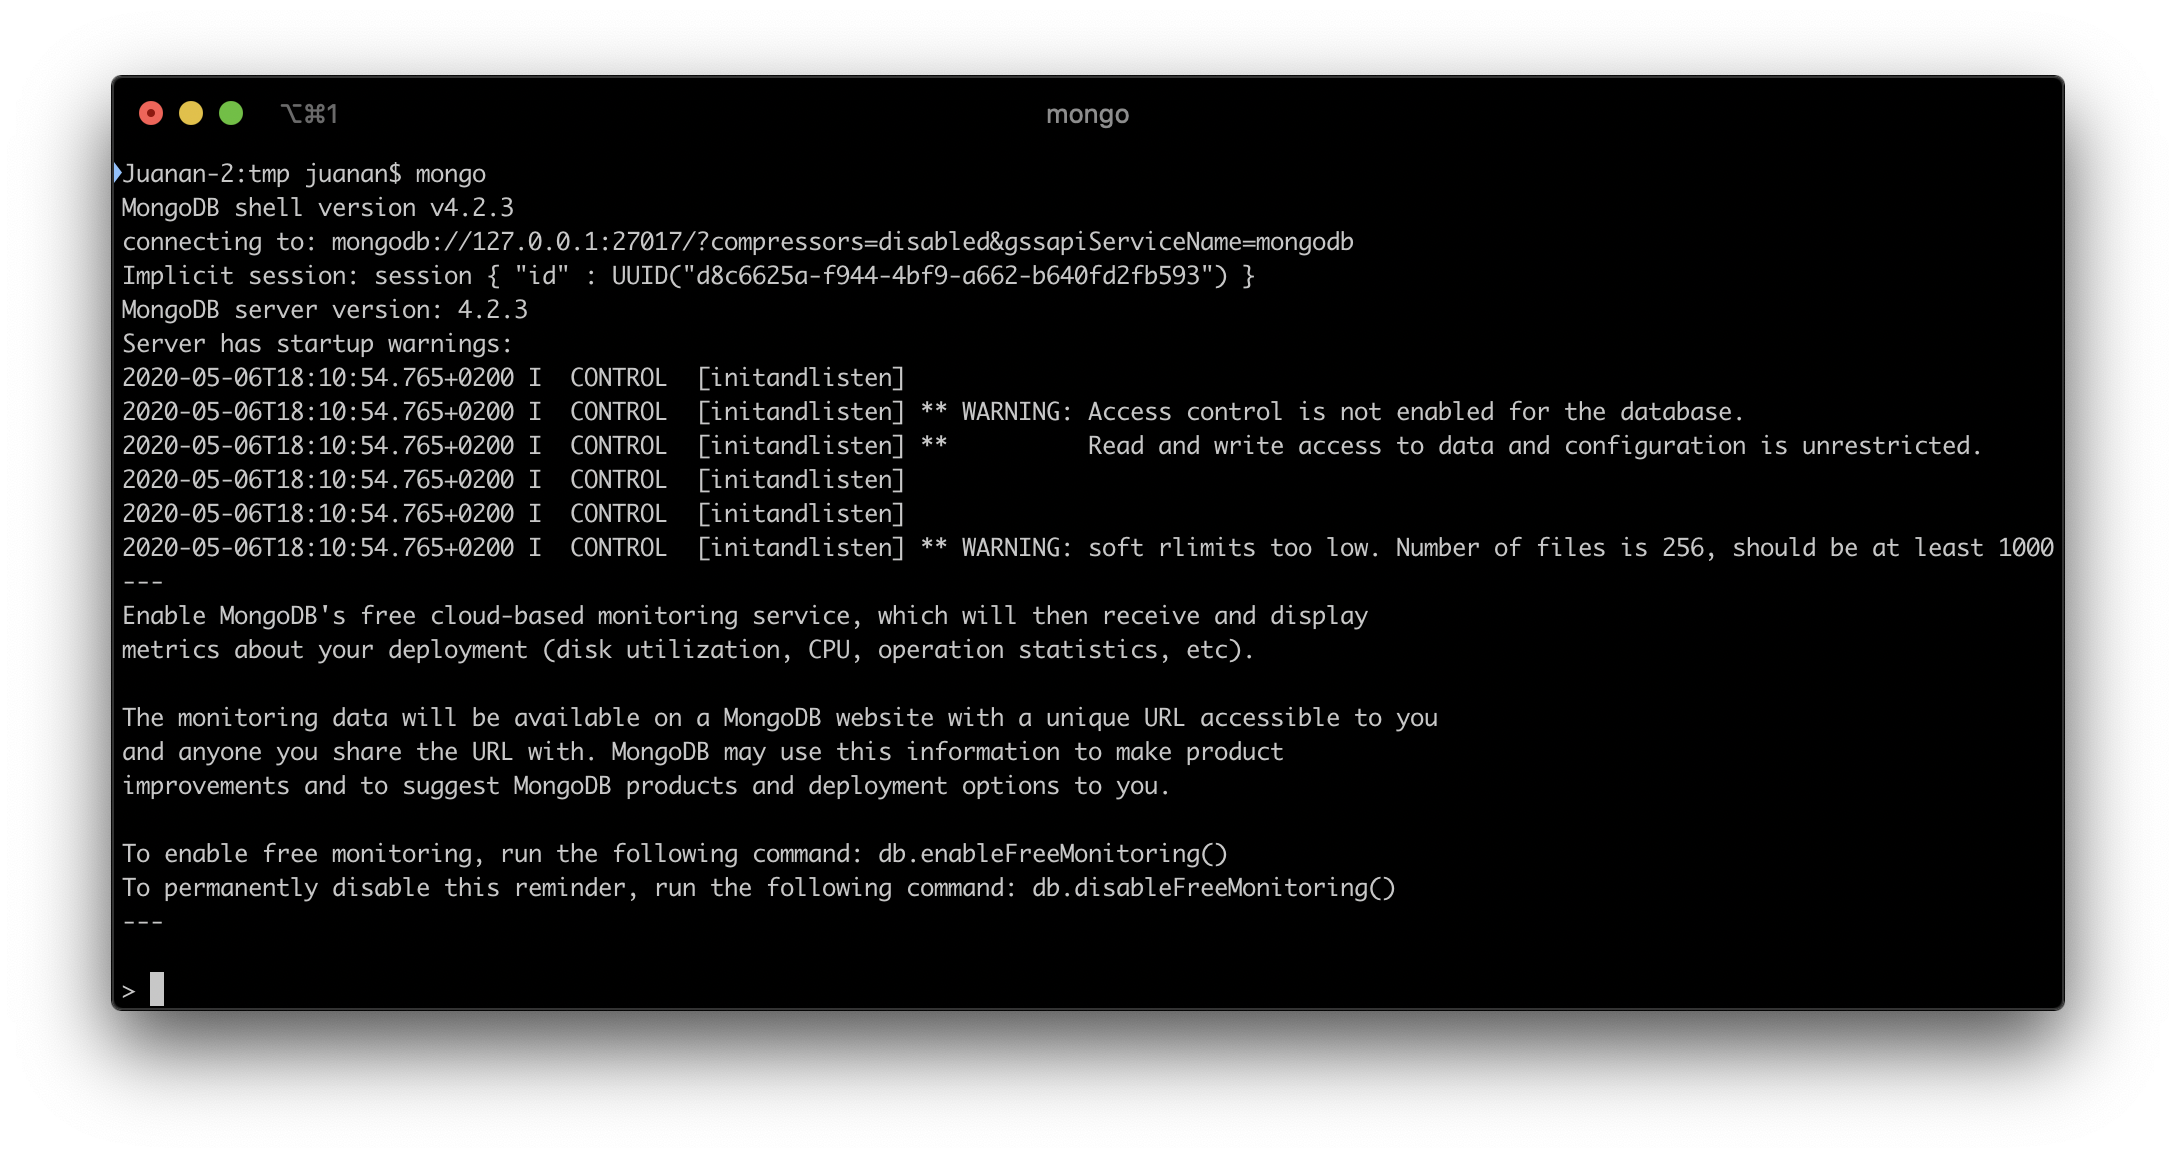 ⌥⌘1
mongo
Juanan-2:tmp juanan$ mongo
MongoDB shell version v4.2.3
connecting to: mongodb://127.0.0.1:27017/?compressors=disabled&gssapiServiceName=mongodb
Implicit session: session { "id" : UUID("d8c6625a-f944-4bf9-a662-b640fd2fb593") }
MongoDB server version: 4.2.3
Server has startup warnings:
2020-05-06T18:10:54.765+0200 I  CONTROL  [initandlisten]
2020-05-06T18:10:54.765+0200 I  CONTROL  [initandlisten] ** WARNING: Access control is not enabled for the database.
2020-05-06T18:10:54.765+0200 I  CONTROL  [initandlisten] **          Read and write access to data and configuration is unrestricted.
2020-05-06T18:10:54.765+0200 I  CONTROL  [initandlisten]
2020-05-06T18:10:54.765+0200 I  CONTROL  [initandlisten]
2020-05-06T18:10:54.765+0200 I  CONTROL  [initandlisten] ** WARNING: soft rlimits too low. Number of files is 256, should be at least 1000
---
Enable MongoDB's free cloud-based monitoring service, which will then receive and display
metrics about your deployment (disk utilization, CPU, operation statistics, etc).
The monitoring data will be available on a MongoDB website with a unique URL accessible to you
and anyone you share the URL with. MongoDB may use this information to make product
improvements and to suggest MongoDB products and deployment options to you.
To enable free monitoring, run the following command: db.enableFreeMonitoring()
To permanently disable this reminder, run the following command: db.disableFreeMonitoring()
---
>